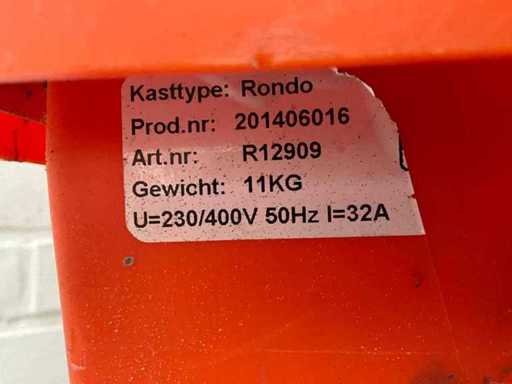 Kasttype: Rondo
Prod.nr: 201406016
Art.nr: R12909
Gewicht: 11KG
U=230/400V 50Hz I=32A